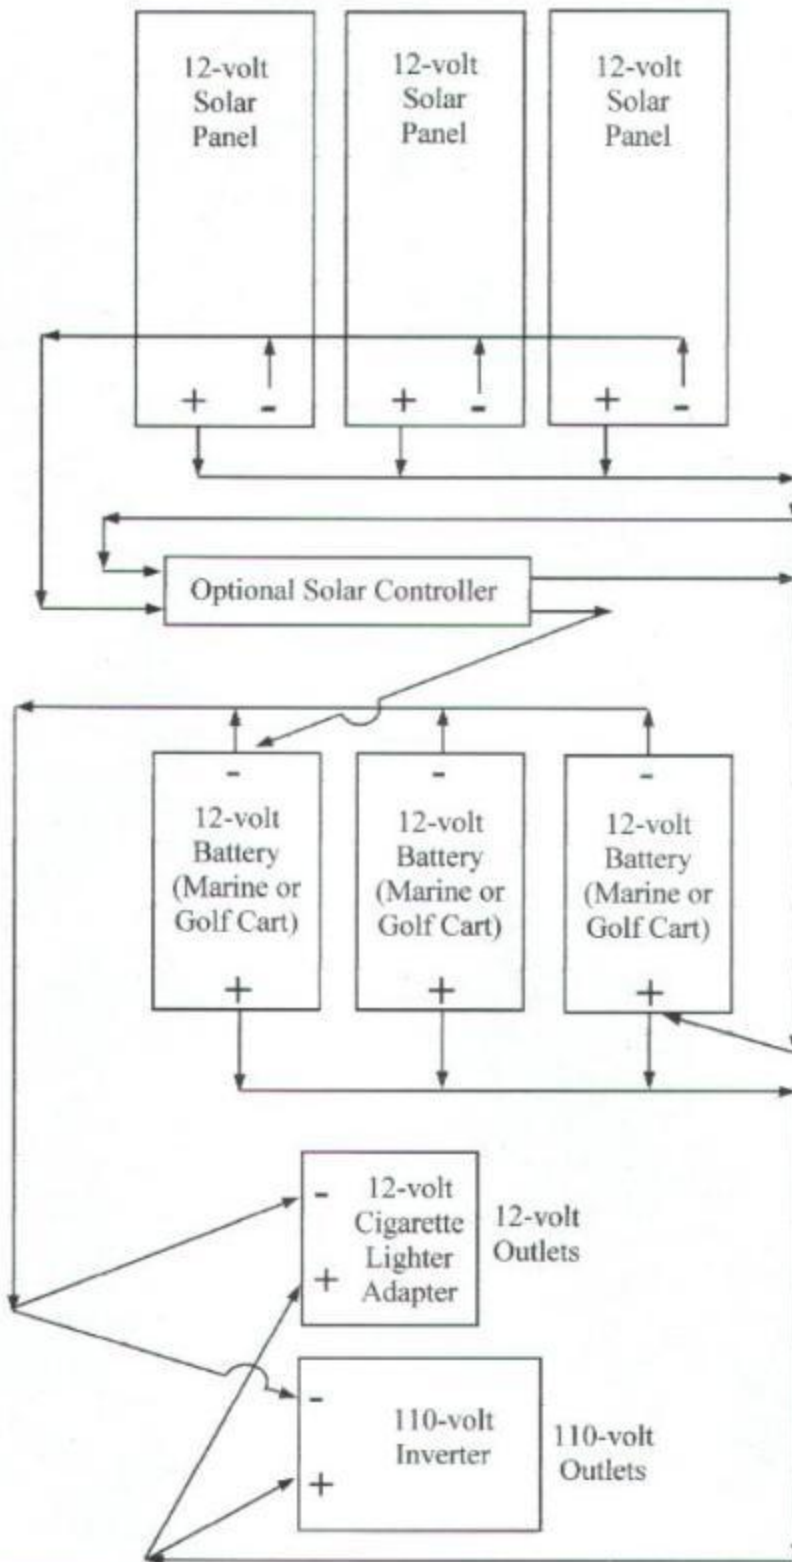 12-volt
Solar
Panel
12-volt
Solar
Panel
12-volt
Solar
Panel
+ -
+ -
+ -
Optional Solar Controller
-
12-volt
Battery
(Marine or
Golf Cart)
+
-
12-volt
Battery
(Marine or
Golf Cart)
+
-
12-volt
Battery
(Marine or
Golf Cart)
+
-
12-volt
Cigarette
Lighter
Adapter
+
12-volt
Outlets
-
110-volt
Inverter
+
110-volt
Outlets